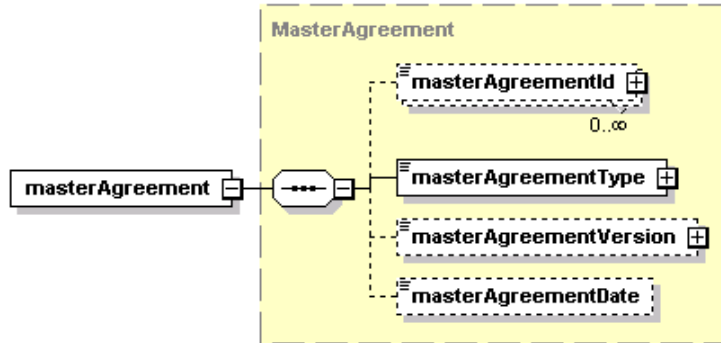 MasterAgreement
masterAgreementId
0..∞
masterAgreement
masterAgreementType
masterAgreementVersion
masterAgreementDate